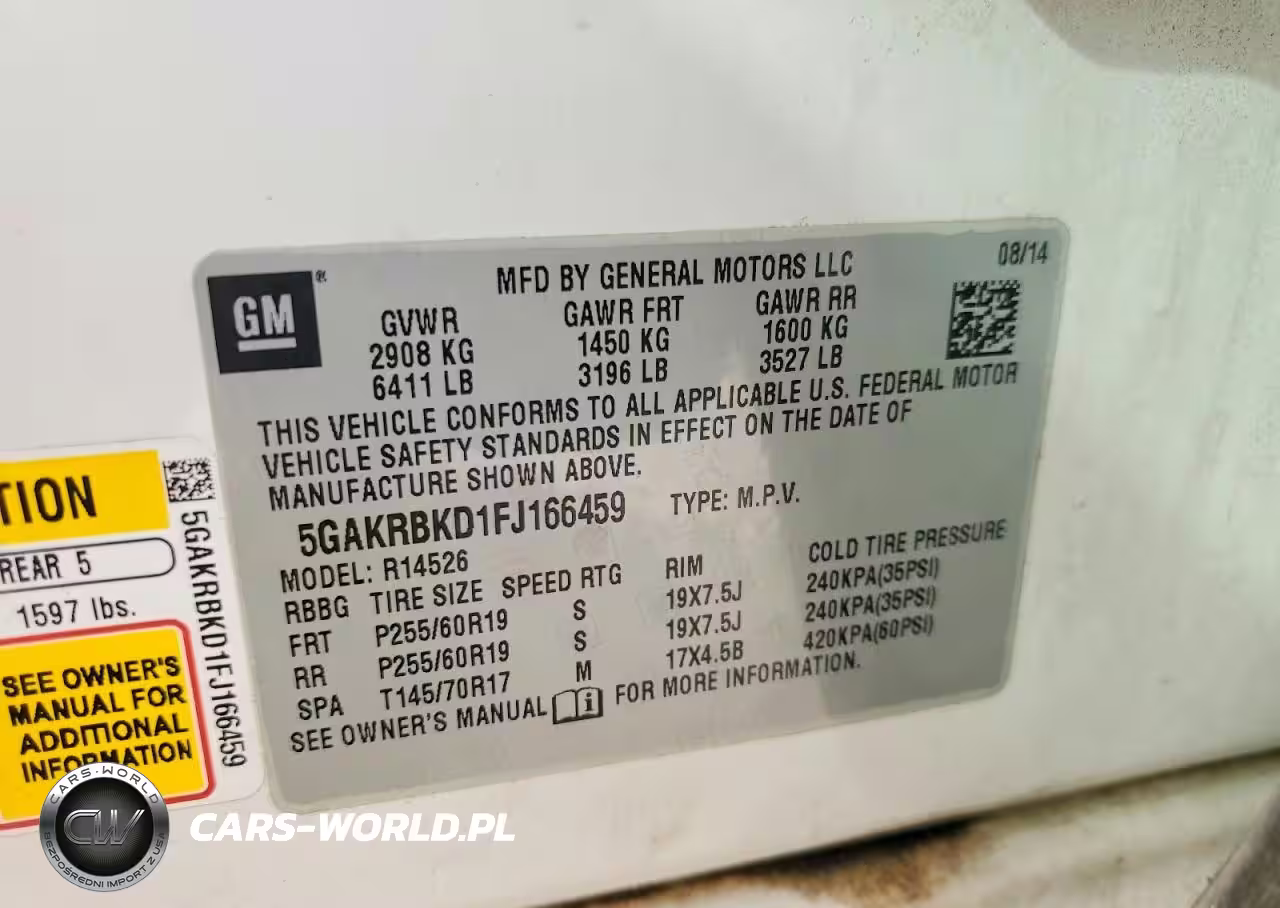 08/14
GM ®
MFD BY GENERAL MOTORS LLC
GVWR GAWR FRT GAWR RR
2908 KG 1450 KG 1600 KG
6411 LB 3196 LB 3527 LB
THIS VEHICLE CONFORMS TO ALL APPLICABLE U.S. FEDERAL MOTOR
VEHICLE SAFETY STANDARDS IN EFFECT ON THE DATE OF
MANUFACTURE SHOWN ABOVE.
5GAKRBKD1FJ166459 TYPE: M.P.V.
MODEL: R14526
RBBG TIRE SIZE SPEED RTG RIM COLD TIRE PRESSURE
FRT P255/60R19 S 19X7.5J 240KPA(35PSI)
RR P255/60R19 S 19X7.5J 240KPA(35PSI)
SPA T145/70R17 M 17X4.5B 420KPA(60PSI)
SEE OWNER'S MANUAL i FOR MORE INFORMATION.
TION
REAR 5
1597 lbs.
5GAKRBKD1FJ166459
SEE OWNER'S
MANUAL FOR
ADDITIONAL
INFORMATION
CARS-WORLD
CW
BEZPOŚREDNI IMPORT Z USA
CARS-WORLD.PL